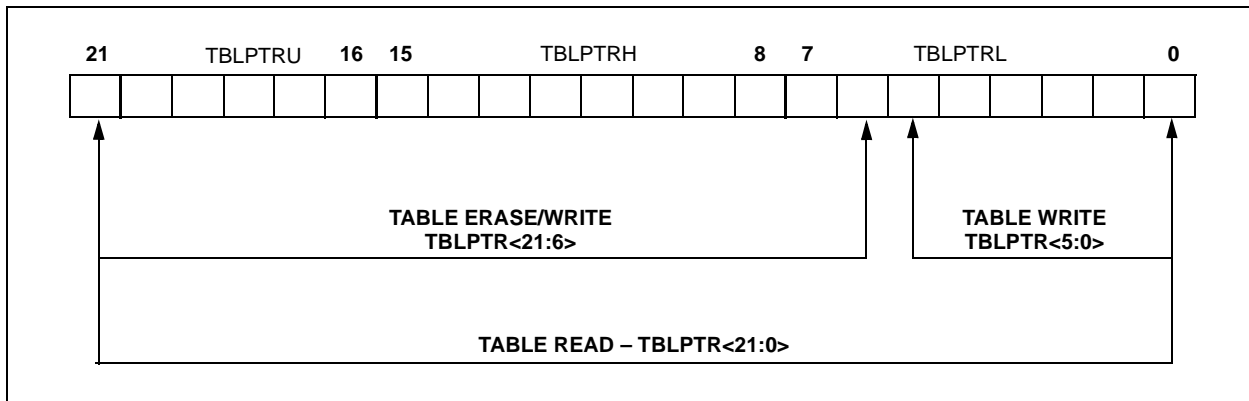 21 TBLPTRU 16 15 TBLPTRH 8 7 TBLPTRL 0
TABLE ERASE/WRITE
TBLPTR<21:6>
TABLE WRITE
TBLPTR<5:0>
TABLE READ – TBLPTR<21:0>